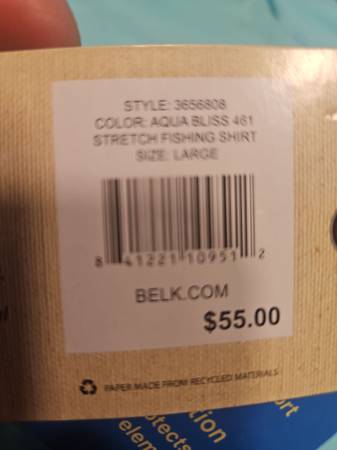 STYLE: 3656808
COLOR: AQUA BLISS 461
STRETCH FISHING SHIRT
SIZE: LARGE
8 41221 10951 2
BELK.COM
$55.00
PAPER MADE FROM RECYCLED MATERIALS